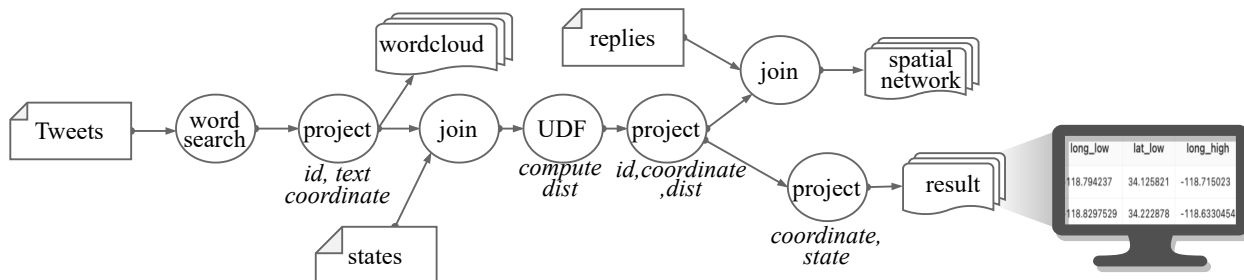 wordcloud
replies
join
spatial
network
Tweets
word
search
project
id, text
coordinate
join
UDF
compute
dist
project
id,coordinate
,dist
states
project
coordinate,
state
result
long_low lat_low long_high
118.794237 34.125821 -118.715023
118.8297529 34.222878 -118.6330454